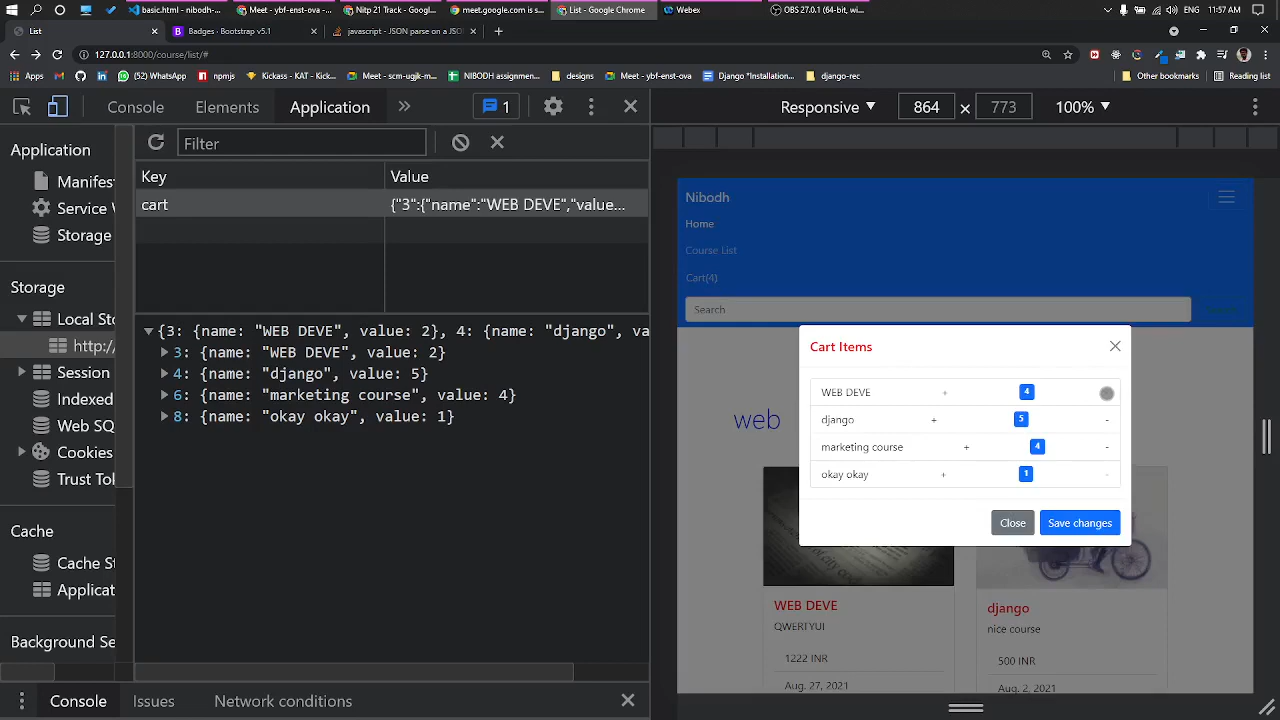 basic.html - nibodh-...
Meet - ybf-enst-ova
Nitp 21 Track - Goo...
meet.google.com is s...
List - Google Chrome
Webex
OBS 27.0.1 (64-bit, wi...
ENG
11:57 AM
List
Badges · Bootstrap v5.1
javascript - JSON parse on a JSON
127.0.0.1:8000/course/list/#
Apps
(52) WhatsApp
npmjs
Kickass - KAT - Kick...
Meet - scm-ugik-mzh
NIBODH assignmen...
designs
Meet - ybf-enst-ova
Django "Installation...
django-rec
Other bookmarks
Reading list
Console
Elements
Application
1
Responsive
864
773
100%
Application
Manifes
Service
Storage
Storage
Local Sto
http:/
Session
Indexed
Web SQ
Cookies
Trust Tok
Cache
Cache St
Applicat
Background Se
Filter
Key
Value
cart
{"3":{"name":"WEB DEVE","value...
{3: {name: "WEB DEVE", value: 2}, 4: {name: "django", va
3: {name: "WEB DEVE", value: 2}
4: {name: "django", value: 5}
6: {name: "marketing course", value: 4}
8: {name: "okay okay", value: 1}
Nibodh
Home
Course List
Cart(4)
Search
Cart Items
WEB DEVE + 4
django + 5 -
marketing course + 4 -
okay okay + 1 -
Close
Save changes
web
WEB DEVE
QWERTYUI
1222 INR
Aug. 27, 2021
django
nice course
500 INR
Aug. 2, 2021
Console
Issues
Network conditions